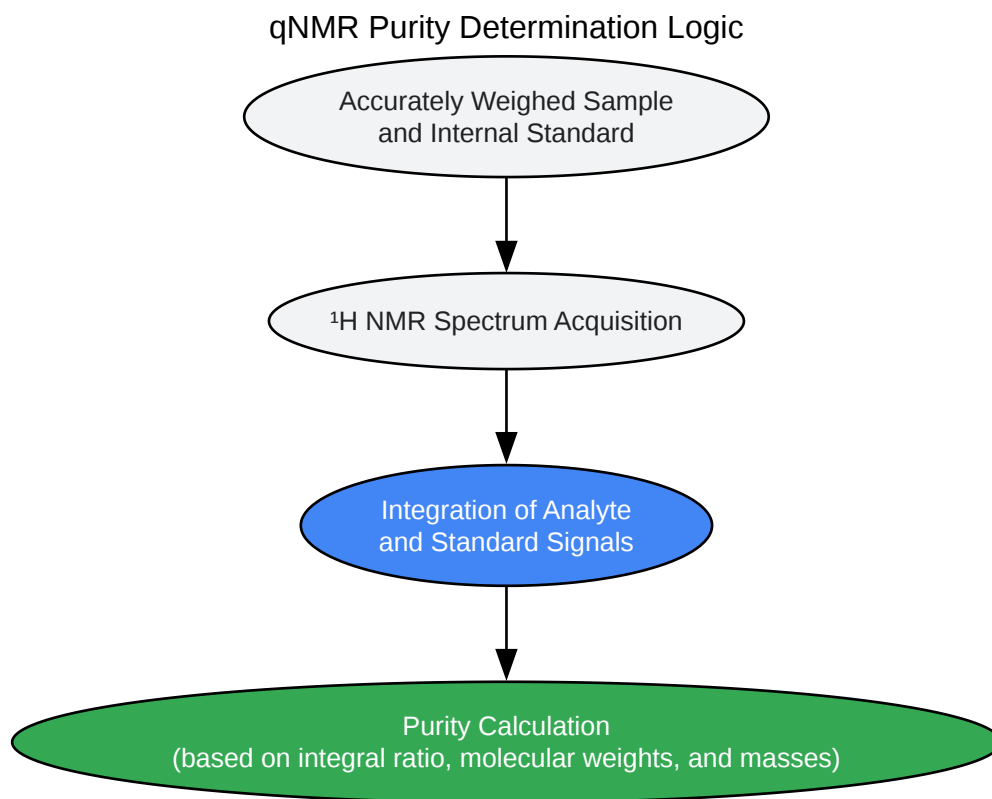 qNMR Purity Determination Logic
Accurately Weighed Sample
and Internal Standard
¹H NMR Spectrum Acquisition
Integration of Analyte
and Standard Signals
Purity Calculation
(based on integral ratio, molecular weights, and masses)